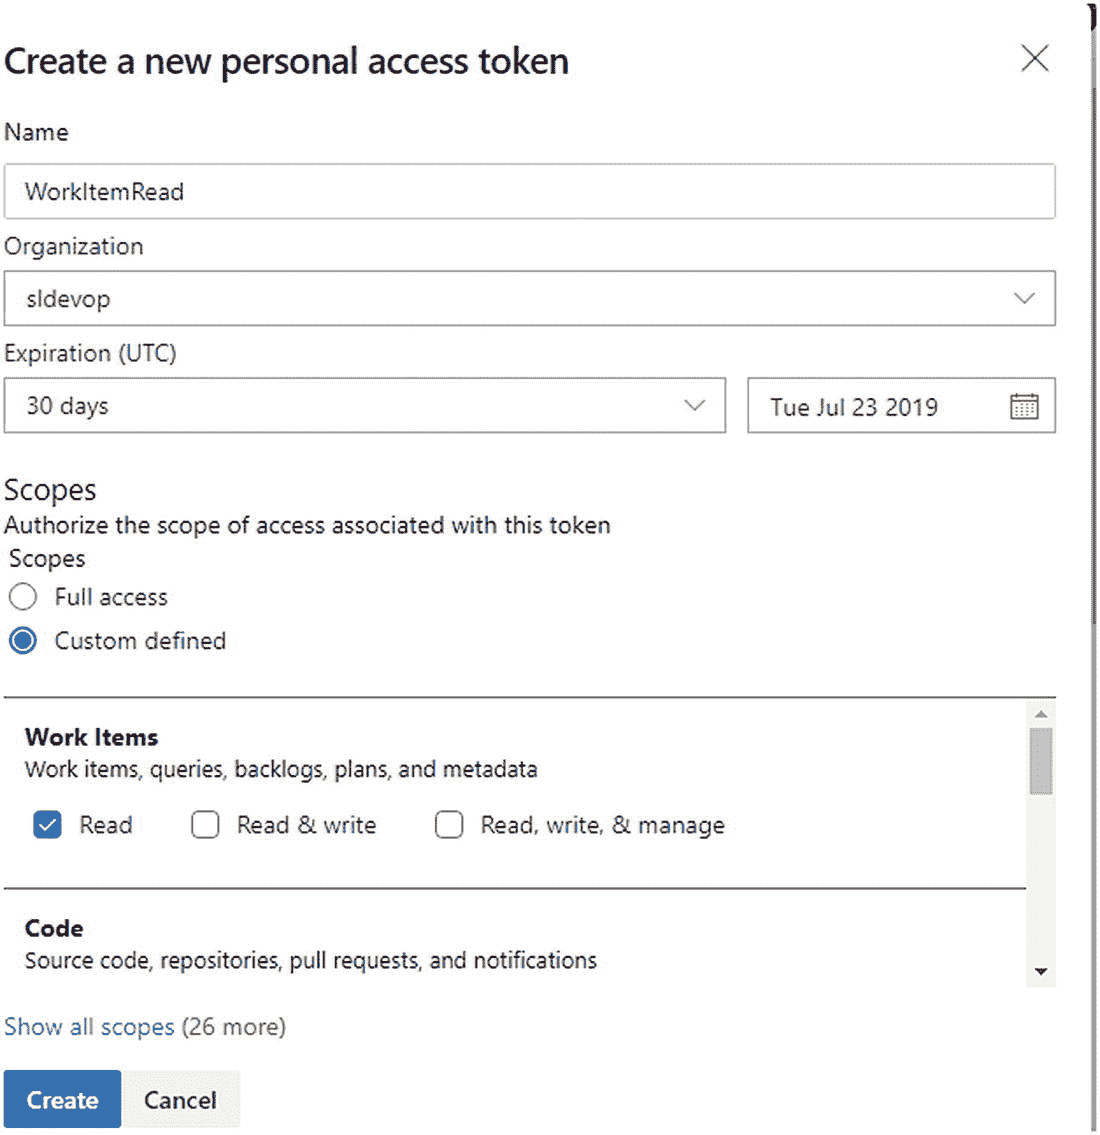 Create a new personal access token
Name
WorkItemRead
Organization
sldevop
Expiration (UTC)
30 days
Tue Jul 23 2019
Scopes
Authorize the scope of access associated with this token
Scopes
Full access
Custom defined
Work Items
Work items, queries, backlogs, plans, and metadata
Read
Read & write
Read, write, & manage
Code
Source code, repositories, pull requests, and notifications
Show all scopes (26 more)
Create
Cancel